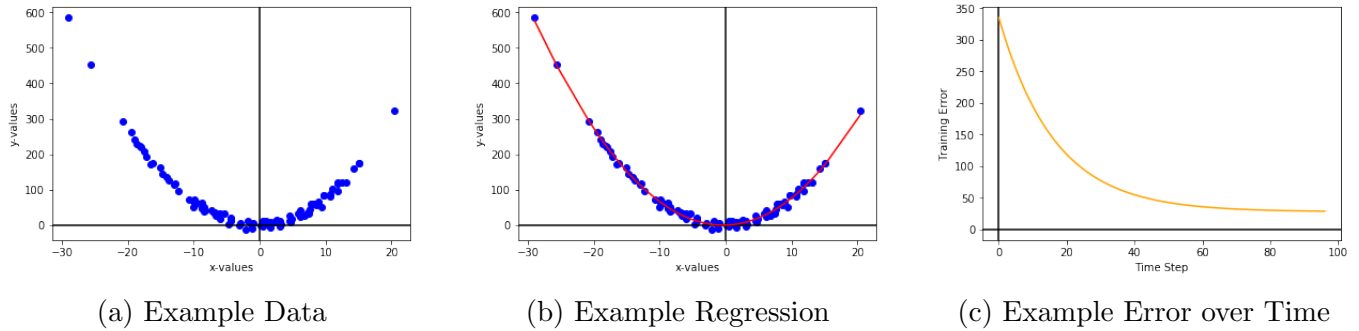 600
500
400
300
200
100
0
y-values
−30 −20 −10 0 10 20
x-values
(a) Example Data
600
500
400
300
200
100
0
y-values
−30 −20 −10 0 10 20
x-values
(b) Example Regression
350
300
250
200
150
100
50
0
Training Error
0 20 40 60 80 100
Time Step
(c) Example Error over Time